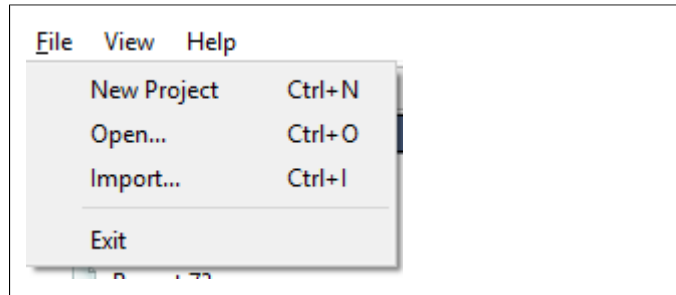 File View Help
New Project Ctrl+N
Open... Ctrl+O
Import... Ctrl+I
Exit